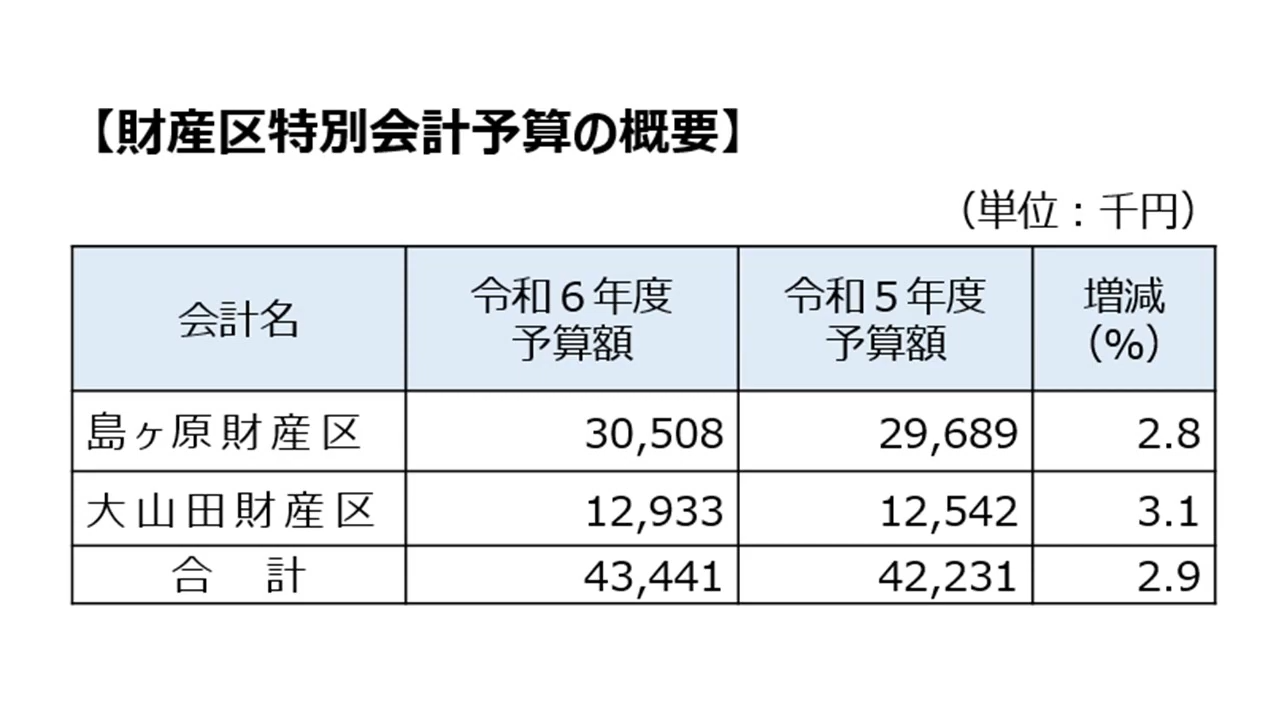 【財産区特別会計予算の概要】
（単位：千円）
会計名 令和６年度予算額 令和５年度予算額 増減（%）
島ヶ原財産区 30,508 29,689 2.8
大山田財産区 12,933 12,542 3.1
合　計 43,441 42,231 2.9